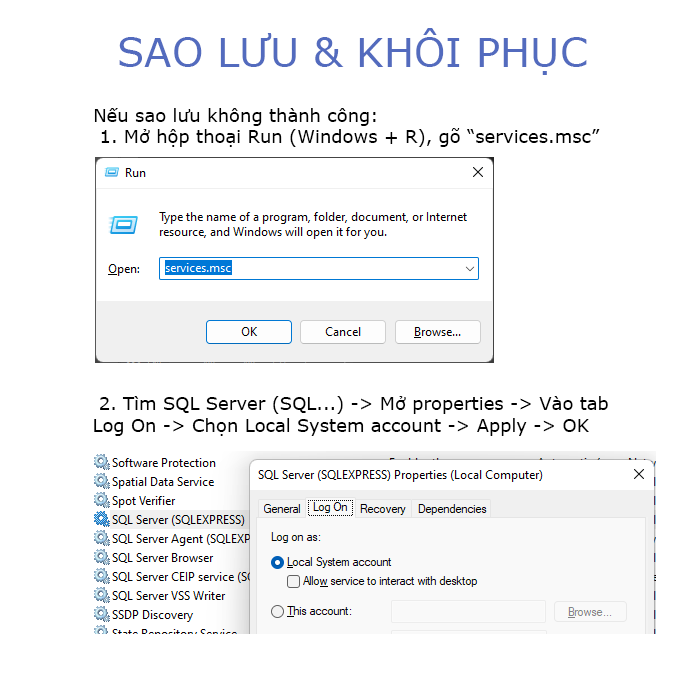 SAO LƯU & KHÔI PHỤC
Nếu sao lưu không thành công:
1. Mở hộp thoại Run (Windows + R), gõ “services.msc”
Run
Type the name of a program, folder, document, or Internet
resource, and Windows will open it for you.
Open: services.msc
OK Cancel Browse...
2. Tìm SQL Server (SQL...) -> Mở properties -> Vào tab
Log On -> Chọn Local System account -> Apply -> OK
Software Protection
Spatial Data Service
Spot Verifier
SQL Server (SQLEXPRESS)
SQL Server Agent (SQLEXP
SQL Server Browser
SQL Server CEIP service (S
SQL Server VSS Writer
SSDP Discovery
State Repository Service
SQL Server (SQLEXPRESS) Properties (Local Computer)
General Log On Recovery Dependencies
Log on as:
Local System account
Allow service to interact with desktop
This account: Browse...